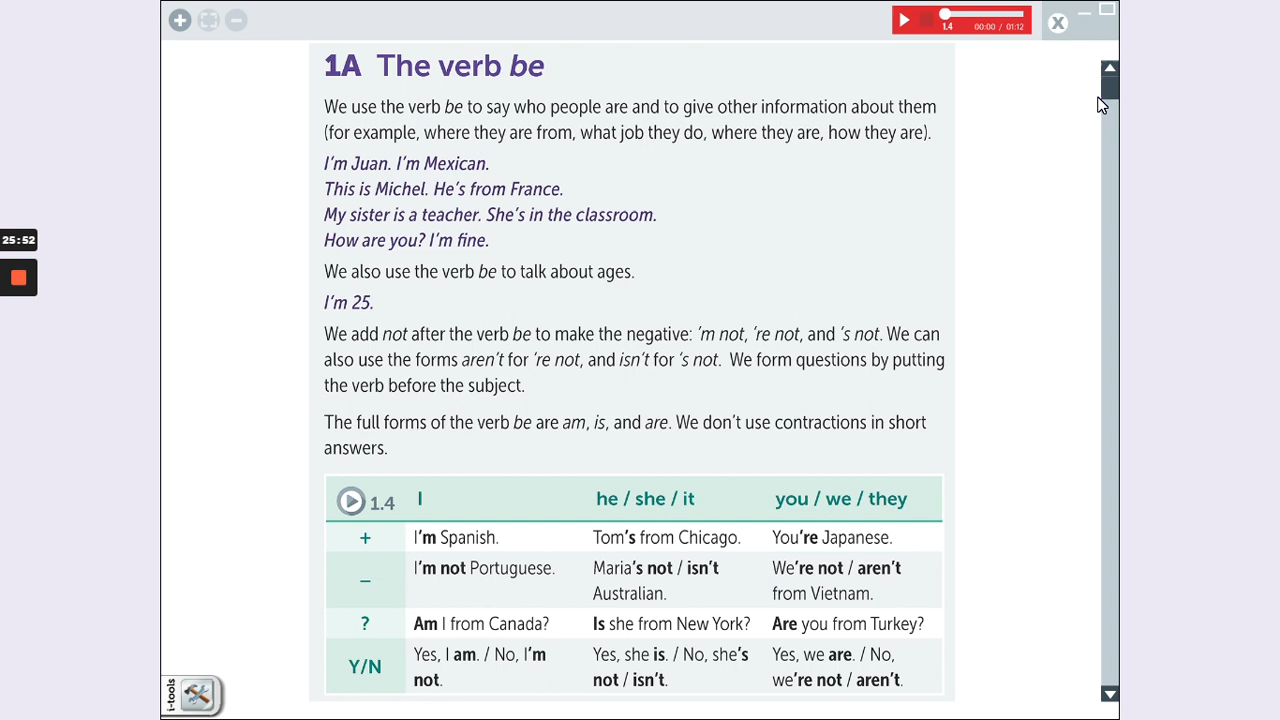 1.4 00:00 / 01:12
X
1A The verb be
We use the verb be to say who people are and to give other information about them
(for example, where they are from, what job they do, where they are, how they are).
I'm Juan. I'm Mexican.
This is Michel. He's from France.
My sister is a teacher. She's in the classroom.
25:52
How are you? I'm fine.
We also use the verb be to talk about ages.
I'm 25.
We add not after the verb be to make the negative: 'm not, 're not, and 's not. We can
also use the forms aren't for 're not, and isn't for 's not. We form questions by putting
the verb before the subject.
The full forms of the verb be are am, is, and are. We don't use contractions in short
answers.
1.4 I he / she / it you / we / they
+ I'm Spanish. Tom's from Chicago. You're Japanese.
– I'm not Portuguese. Maria's not / isn't We're not / aren't
Australian. from Vietnam.
? Am I from Canada? Is she from New York? Are you from Turkey?
Y/N Yes, I am. / No, I'm Yes, she is. / No, she's Yes, we are. / No,
not. not / isn't. we're not / aren't.
i-tools